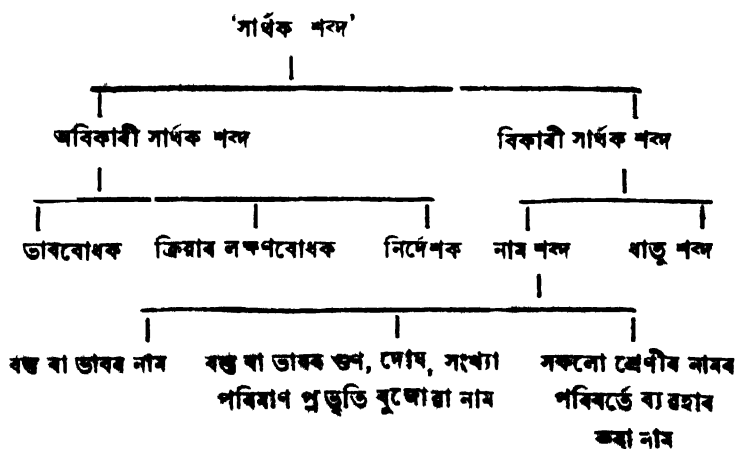 ‘সাৰ্থক শব্দ’
অবিকাৰী সাৰ্থক শব্দ বিকাৰী সাৰ্থক শব্দ
ভাববোধক ক্ৰিয়াৰ লক্ষণবোধক নিৰ্দেশক নাম শব্দ ধাতু শব্দ
বস্তু বা ভাবৰ নাম বস্তু বা ভাবৰ গুণ, দোষ, সংখ্যা সকলো শ্ৰেণীৰ নামৰ
পৰিমাণ প্ৰভৃতি বুজোৱা নাম পৰিবৰ্তে ব্যৱহাৰ
কৰা নাম